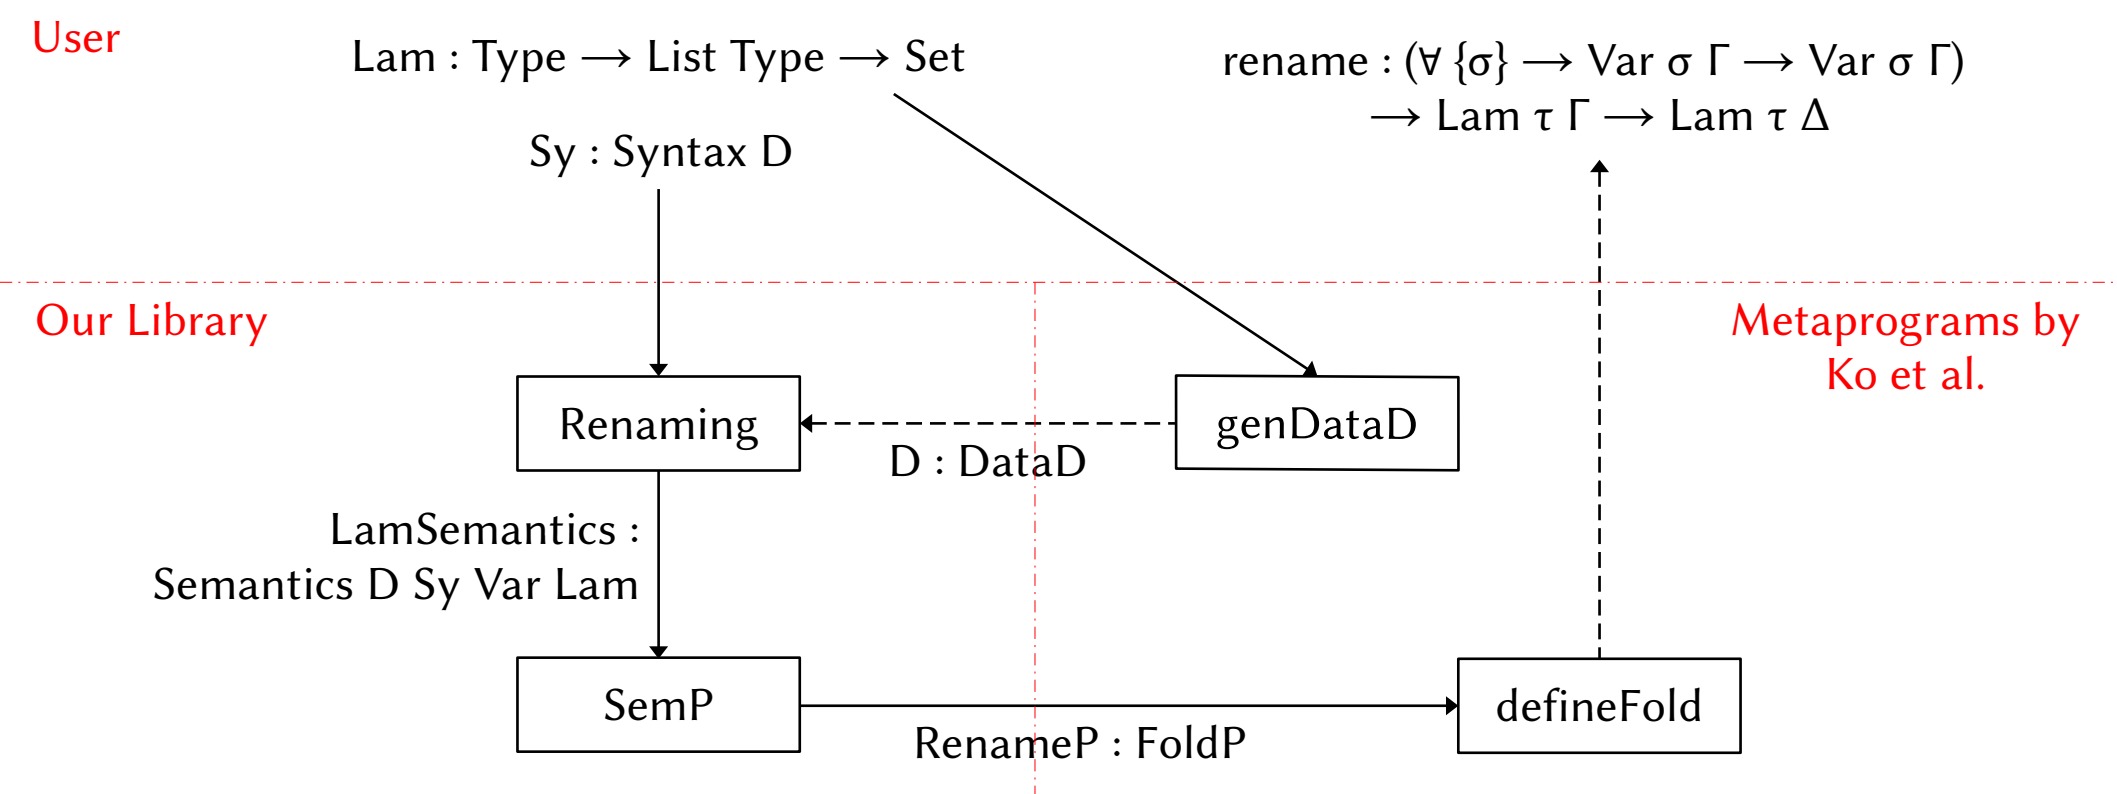 User
Lam : Type → List Type → Set
rename : (∀ {σ} → Var σ Γ → Var σ Γ)
→ Lam τ Γ → Lam τ Δ
Sy : Syntax D
Our Library
Metaprograms by
Ko et al.
Renaming
genDataD
D : DataD
LamSemantics :
Semantics D Sy Var Lam
SemP
defineFold
RenameP : FoldP